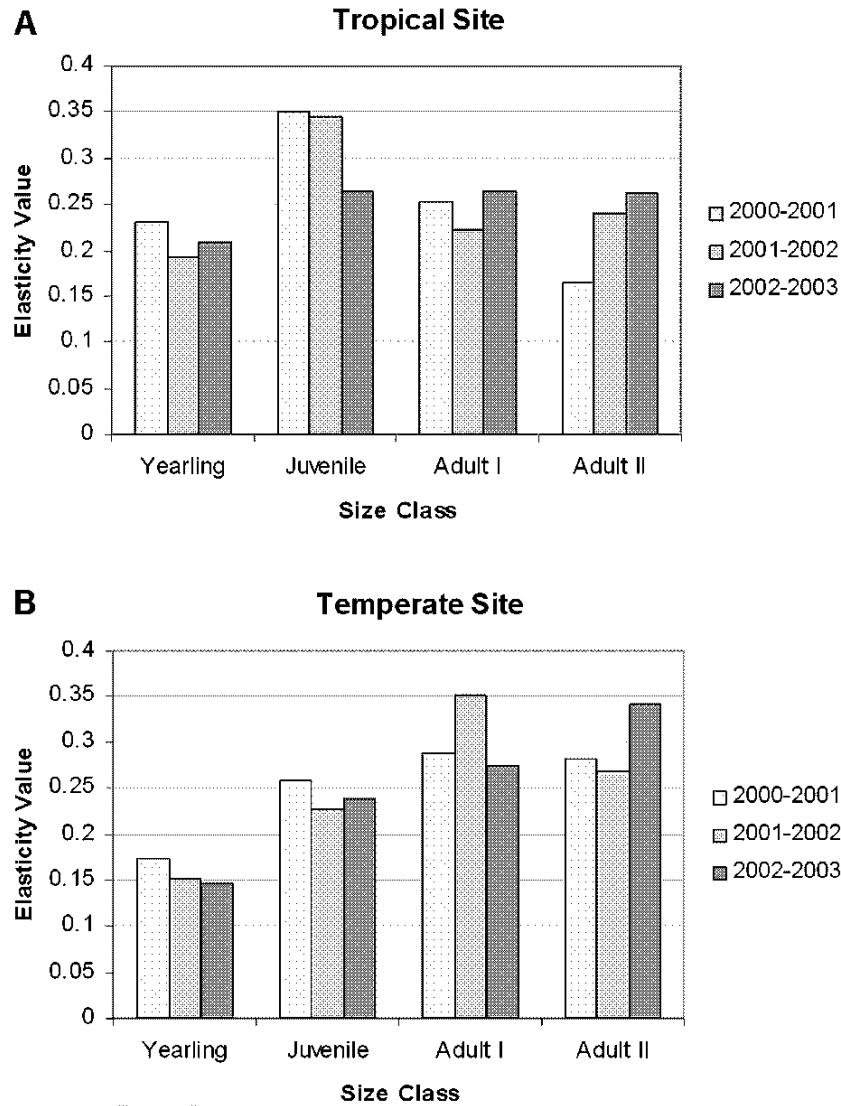 A
Tropical Site
Elasticity Value
0.4
0.35
0.3
0.25
0.2
0.15
0.1
0.05
0
Yearling Juvenile Adult I Adult II
Size Class
2000-2001
2001-2002
2002-2003
B
Temperate Site
Elasticity Value
0.4
0.35
0.3
0.25
0.2
0.15
0.1
0.05
0
Yearling Juvenile Adult I Adult II
Size Class
2000-2001
2001-2002
2002-2003